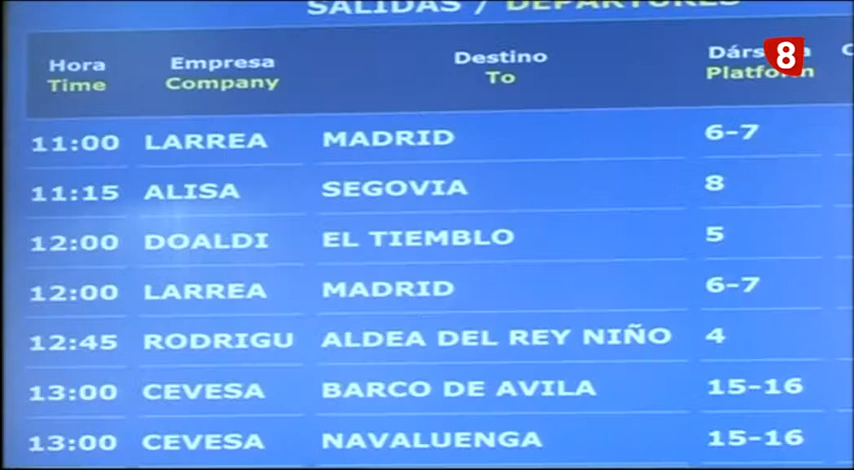 SALIDAS / DEPARTURES
Hora Empresa Destino
Time Company To Platform
8
11:00 LARREA MADRID 6-7
11:15 ALISA SEGOVIA 8
12:00 DOALDI EL TIEMBLO 5
12:00 LARREA MADRID 6-7
12:45 RODRIGU ALDEA DEL REY NIÑO 4
13:00 CEVESA BARCO DE AVILA 15-16
13:00 CEVESA NAVALUENGA 15-16